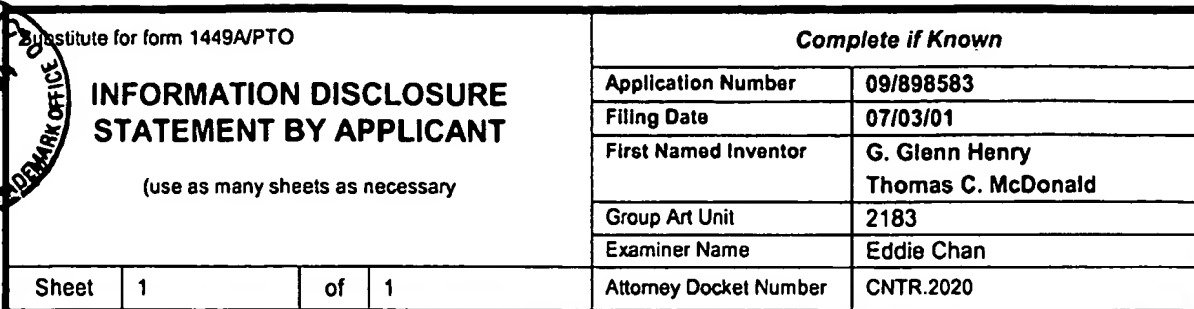 Substitute for form 1449A/PTO
INFORMATION DISCLOSURE
STATEMENT BY APPLICANT
(use as many sheets as necessary
Sheet 1 of 1
Complete if Known
Application Number 09/898583
Filing Date 07/03/01
First Named Inventor G. Glenn Henry
Thomas C. McDonald
Group Art Unit 2183
Examiner Name Eddie Chan
Attorney Docket Number CNTR.2020
OFFICE